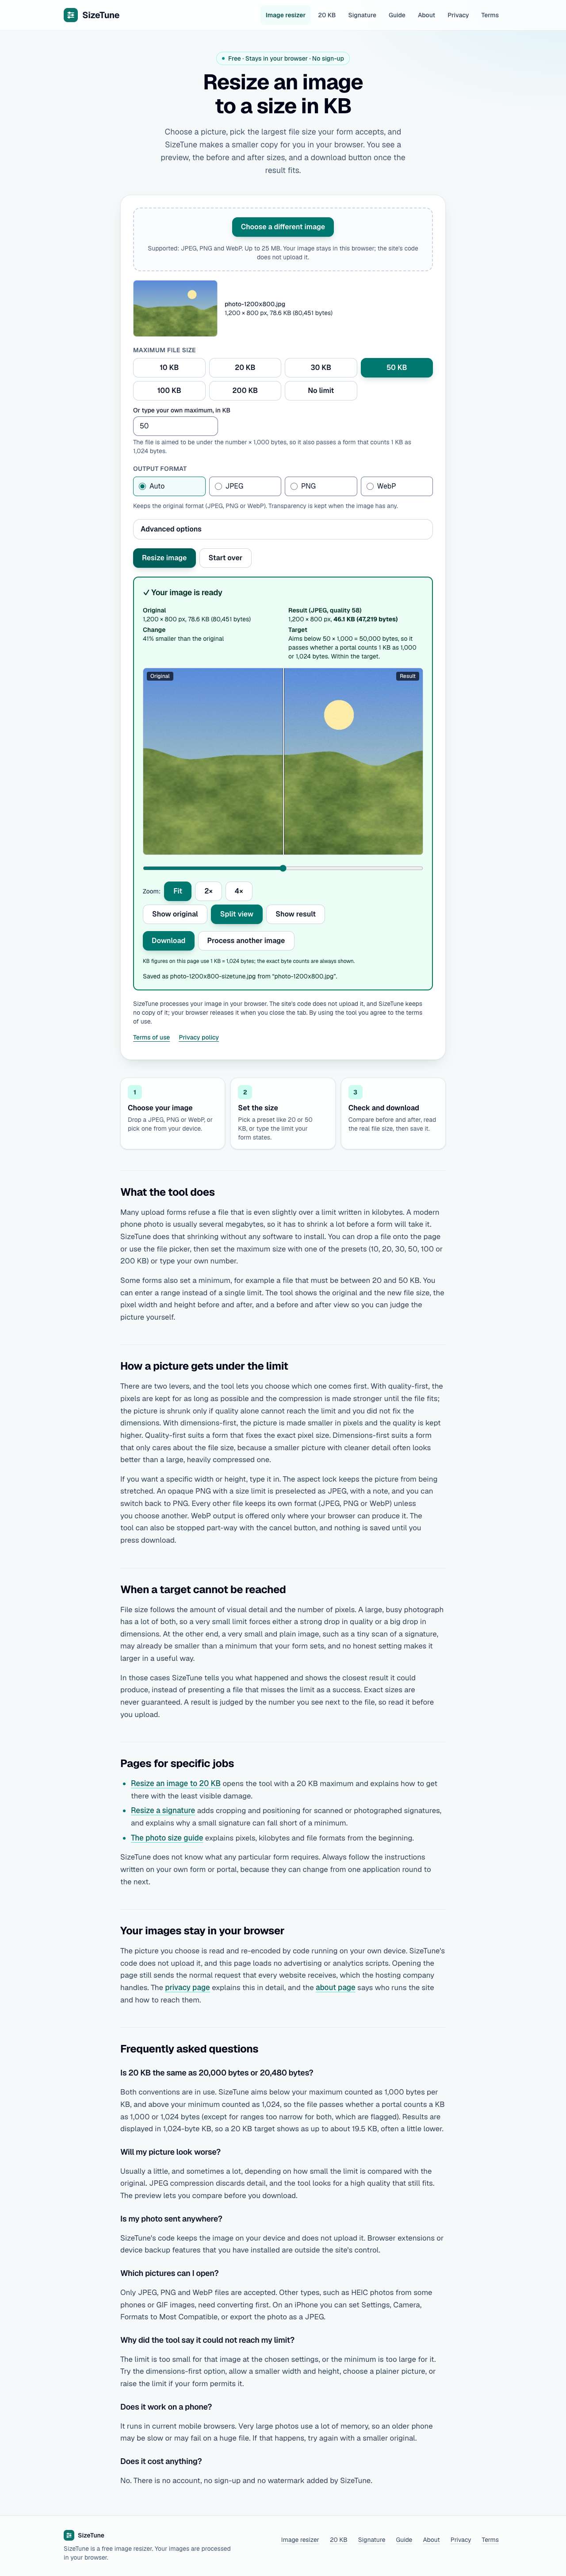 SizeTune
Image resizer
20 KB
Signature
Guide
About
Privacy
Terms
Free · Stays in your browser · No sign-up
Resize an image
to a size in KB
Choose a picture, pick the largest file size your form accepts, and
SizeTune makes a smaller copy for you in your browser. You see a
preview, the before and after sizes, and a download button once the
result fits.
Choose a different image
Supported: JPEG, PNG and WebP. Up to 25 MB. Your image stays in this browser; the site's code
does not upload it.
photo-1200x800.jpg
1,200 × 800 px, 78.6 KB (80,451 bytes)
MAXIMUM FILE SIZE
10 KB
20 KB
30 KB
50 KB
100 KB
200 KB
No limit
Or type your own maximum, in KB
50
The file is aimed to be under the number × 1,000 bytes, so it also passes a form that counts 1 KB as
1,024 bytes.
OUTPUT FORMAT
Auto
JPEG
PNG
WebP
Keeps the original format (JPEG, PNG or WebP). Transparency is kept when the image has any.
Advanced options
Resize image
Start over
✓ Your image is ready
Original
1,200 × 800 px, 78.6 KB (80,451 bytes)
Result (JPEG, quality 58)
1,200 × 800 px, 46.1 KB (47,219 bytes)
Change
41% smaller than the original
Target
Aims below 50 × 1,000 = 50,000 bytes, so it
passes whether a portal counts 1 KB as 1,000
or 1,024 bytes. Within the target.
Original
Result
Zoom:
Fit
2×
4×
Show original
Split view
Show result
Download
Process another image
KB figures on this page use 1 KB = 1,024 bytes; the exact byte counts are always shown.
Saved as photo-1200x800-sizetune.jpg from "photo-1200x800.jpg".
SizeTune processes your image in your browser. The site's code does not upload it, and SizeTune keeps
no copy of it; your browser releases it when you close the tab. By using the tool you agree to the terms
of use.
Terms of use
Privacy policy
1
Choose your image
Drop a JPEG, PNG or WebP, or
pick one from your device.
2
Set the size
Pick a preset like 20 or 50
KB, or type the limit your
form states.
3
Check and download
Compare before and after, read
the real file size, then save it.
What the tool does
Many upload forms refuse a file that is even slightly over a limit written in kilobytes. A modern
phone photo is usually several megabytes, so it has to shrink a lot before a form will take it.
SizeTune does that shrinking without any software to install. You can drop a file onto the page
or use the file picker, then set the maximum size with one of the presets (10, 20, 30, 50, 100 or
200 KB) or type your own number.
Some forms also set a minimum, for example a file that must be between 20 and 50 KB. You
can enter a range instead of a single limit. The tool shows the original and the new file size, the
pixel width and height before and after, and a before and after view so you can judge the
picture yourself.
How a picture gets under the limit
There are two levers, and the tool lets you choose which one comes first. With quality-first, the
pixels are kept for as long as possible and the compression is made stronger until the file fits;
the picture is shrunk only if quality alone cannot reach the limit and you did not fix the
dimensions. With dimensions-first, the picture is made smaller in pixels and the quality is kept
higher. Quality-first suits a form that fixes the exact pixel size. Dimensions-first suits a form
that only cares about the file size, because a smaller picture with cleaner detail often looks
better than a large, heavily compressed one.
If you want a specific width or height, type it in. The aspect lock keeps the picture from being
stretched. An opaque PNG with a size limit is preselected as JPEG, with a note, and you can
switch back to PNG. Every other file keeps its own format (JPEG, PNG or WebP) unless
you choose another. WebP output is offered only where your browser can produce it. The
tool can also be stopped part-way with the cancel button, and nothing is saved until you
press download.
When a target cannot be reached
File size follows the amount of visual detail and the number of pixels. A large, busy photograph
has a lot of both, so a very small limit forces either a strong drop in quality or a big drop in
dimensions. At the other end, a very small and plain image, such as a tiny scan of a signature,
may already be smaller than a minimum that your form sets, and no honest setting makes it
larger in a useful way.
In those cases SizeTune tells you what happened and shows the closest result it could
produce, instead of presenting a file that misses the limit as a success. Exact sizes are
never guaranteed. A result is judged by the number you see next to the file, so read it before
you upload.
Pages for specific jobs
• Resize an image to 20 KB opens the tool with a 20 KB maximum and explains how to get
there with the least visible damage.
• Resize a signature adds cropping and positioning for scanned or photographed signatures,
and explains why a small signature can fall short of a minimum.
• The photo size guide explains pixels, kilobytes and file formats from the beginning.
SizeTune does not know what any particular form requires. Always follow the instructions
written on your own form or portal, because they can change from one application round to
the next.
Your images stay in your browser
The picture you choose is read and re-encoded by code running on your own device. SizeTune's
code does not upload it, and this page loads no advertising or analytics scripts. Opening the
page still sends the normal request that every website receives, which the hosting company
handles. The privacy page explains this in detail, and the about page says who runs the site
and how to reach them.
Frequently asked questions
Is 20 KB the same as 20,000 bytes or 20,480 bytes?
Both conventions are in use. SizeTune aims below your maximum counted as 1,000 bytes per
KB, and above your minimum counted as 1,024, so the file passes whether a portal counts a KB
as 1,000 or 1,024 bytes (except for ranges too narrow for both, which are flagged). Results are
displayed in 1,024-byte KB, so a 20 KB target shows as up to about 19.5 KB, often a little lower.
Will my picture look worse?
Usually a little, and sometimes a lot, depending on how small the limit is compared with the
original. JPEG compression discards detail, and the tool looks for a high quality that still fits.
The preview lets you compare before you download.
Is my photo sent anywhere?
SizeTune's code keeps the image on your device and does not upload it. Browser extensions or
device backup features that you have installed are outside the site's control.
Which pictures can I open?
Only JPEG, PNG and WebP files are accepted. Other types, such as HEIC photos from some
phones or GIF images, need converting first. On an iPhone you can set Settings, Camera,
Formats to Most Compatible, or export the photo as a JPEG.
Why did the tool say it could not reach my limit?
The limit is too small for that image at the chosen settings, or the minimum is too large for it.
Try the dimensions-first option, allow a smaller width and height, choose a plainer picture, or
raise the limit if your form permits it.
Does it work on a phone?
It runs in current mobile browsers. Very large photos use a lot of memory, so an older phone
may be slow or may fail on a huge file. If that happens, try again with a smaller original.
Does it cost anything?
No. There is no account, no sign-up and no watermark added by SizeTune.
SizeTune
SizeTune is a free image resizer. Your images are processed
in your browser.
Image resizer
20 KB
Signature
Guide
About
Privacy
Terms